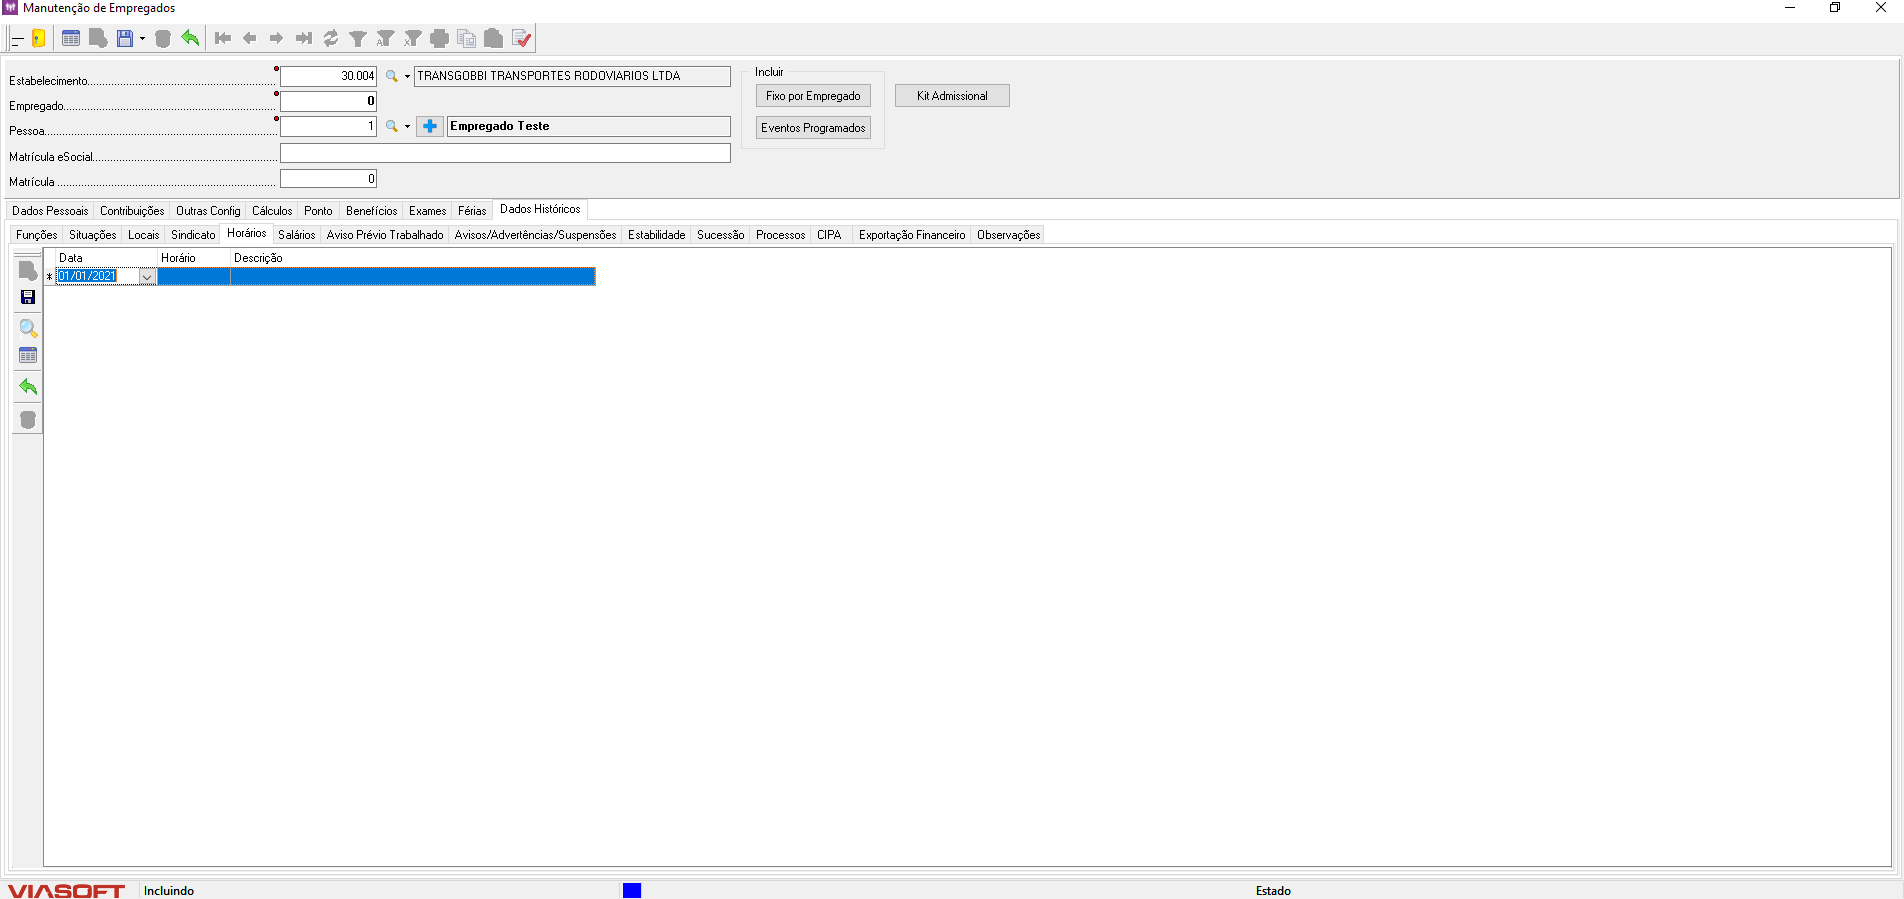 Manutenção de Empregados
Estabelecimento 30.004 TRANSGOBBI TRANSPORTES RODOVIARIOS LTDA
Empregado 0
Pessoa 1 Empregado Teste
Matrícula eSocial
Matrícula 0
Incluir
Fixo por Empregado Kit Admissional
Eventos Programados
Dados Pessoais Contribuições Outras Config Cálculos Ponto Benefícios Exames Férias Dados Históricos
Funções Situações Locais Sindicato Horários Salários Aviso Prévio Trabalhado Avisos/Advertências/Suspensões Estabilidade Sucessão Processos CIPA Exportação Financeiro Observações
Data Horário Descrição
* 01/01/2021
VIASOFT Incluindo Estado